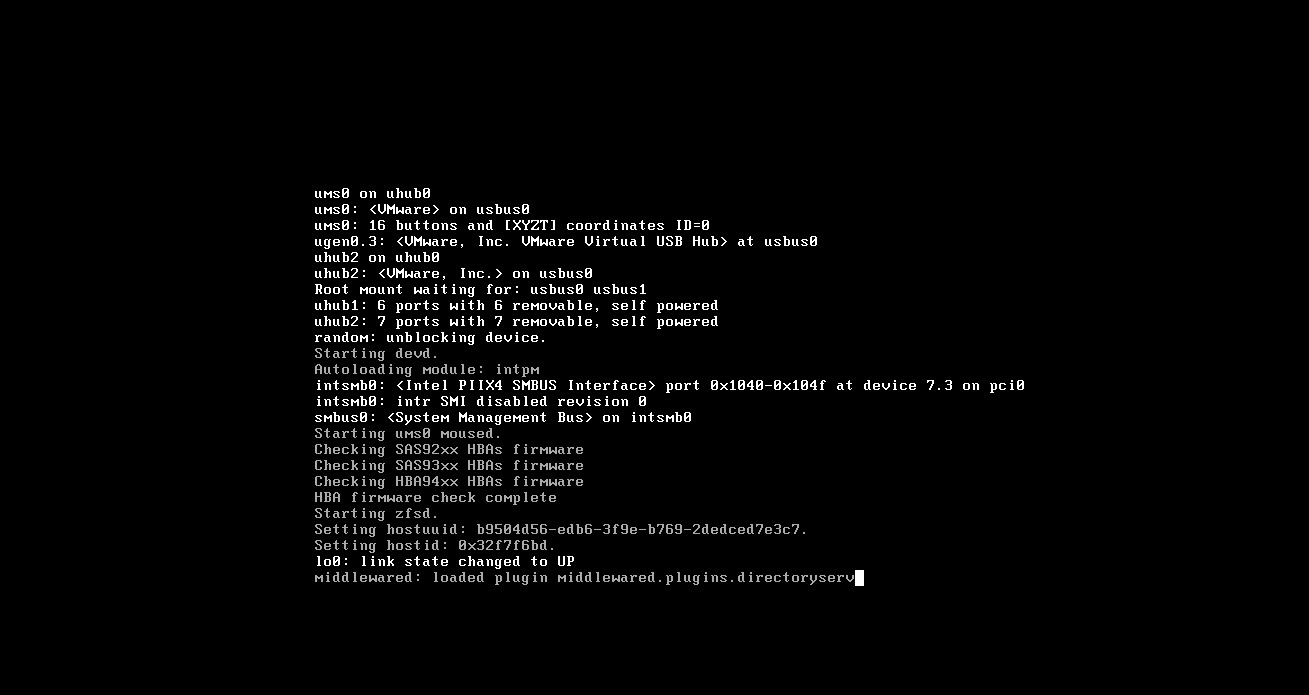 ums0 on uhub0
ums0: <VMware> on usbus0
ums0: 16 buttons and [XYZT] coordinates ID=0
ugen0.3: <VMware, Inc. VMware Virtual USB Hub> at usbus0
uhub2 on uhub0
uhub2: <VMware, Inc.> on usbus0
Root mount waiting for: usbus0 usbus1
uhub1: 6 ports with 6 removable, self powered
uhub2: 7 ports with 7 removable, self powered
random: unblocking device.
Starting devd.
Autoloading module: intpm
intsmb0: <Intel PIIX4 SMBUS Interface> port 0x1040-0x104f at device 7.3 on pci0
intsmb0: intr SMI disabled revision 0
smbus0: <System Management Bus> on intsmb0
Starting ums0 moused.
Checking SAS92xx HBAs firmware
Checking SAS93xx HBAs firmware
Checking HBA94xx HBAs firmware
HBA firmware check complete
Starting zfsd.
Setting hostuuid: b9504d56-edb6-3f9e-b769-2dedced7e3c7.
Setting hostid: 0x32f7f6bd.
lo0: link state changed to UP
middlewared: loaded plugin middlewared.plugins.directoryserv